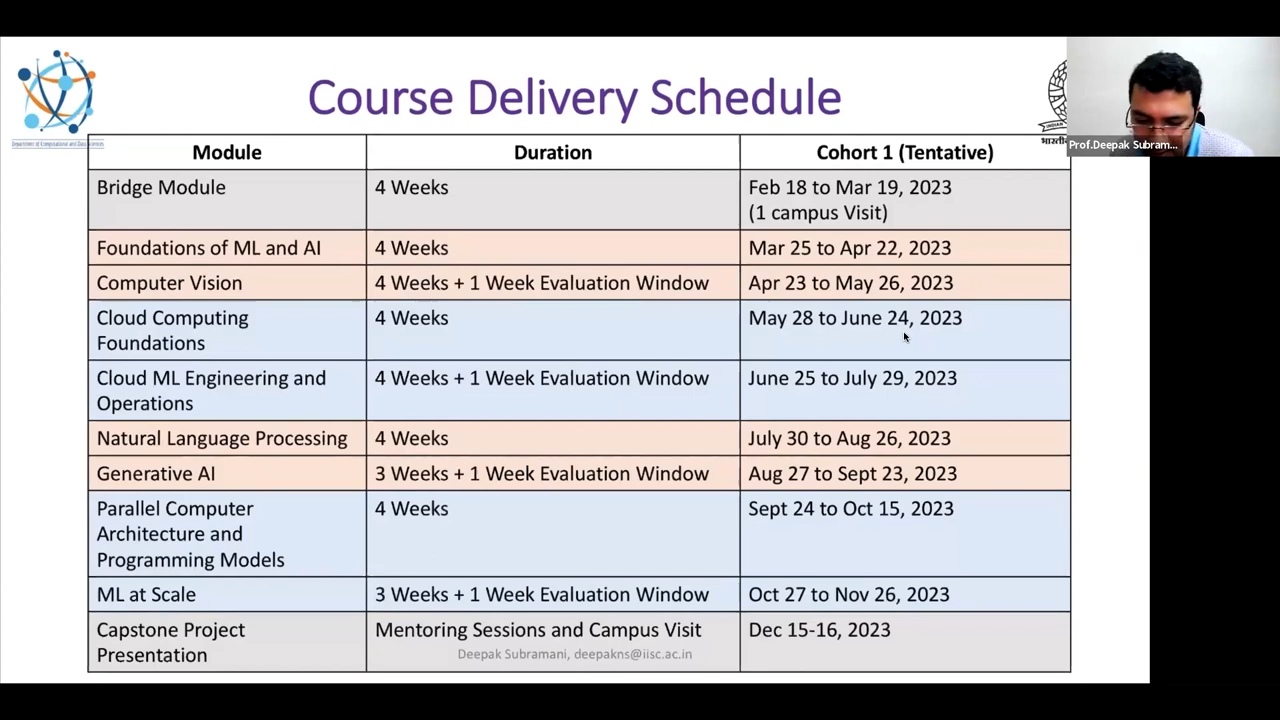 Course Delivery Schedule
Department of Computational and Data Sciences
Prof.Deepak Subram...
Module Duration Cohort 1 (Tentative)
Bridge Module 4 Weeks Feb 18 to Mar 19, 2023
(1 campus Visit)
Foundations of ML and AI 4 Weeks Mar 25 to Apr 22, 2023
Computer Vision 4 Weeks + 1 Week Evaluation Window Apr 23 to May 26, 2023
Cloud Computing 4 Weeks May 28 to June 24, 2023
Foundations
Cloud ML Engineering and 4 Weeks + 1 Week Evaluation Window June 25 to July 29, 2023
Operations
Natural Language Processing 4 Weeks July 30 to Aug 26, 2023
Generative AI 3 Weeks + 1 Week Evaluation Window Aug 27 to Sept 23, 2023
Parallel Computer 4 Weeks Sept 24 to Oct 15, 2023
Architecture and
Programming Models
ML at Scale 3 Weeks + 1 Week Evaluation Window Oct 27 to Nov 26, 2023
Capstone Project Mentoring Sessions and Campus Visit Dec 15-16, 2023
Presentation
Deepak Subramani, deepakns@iisc.ac.in